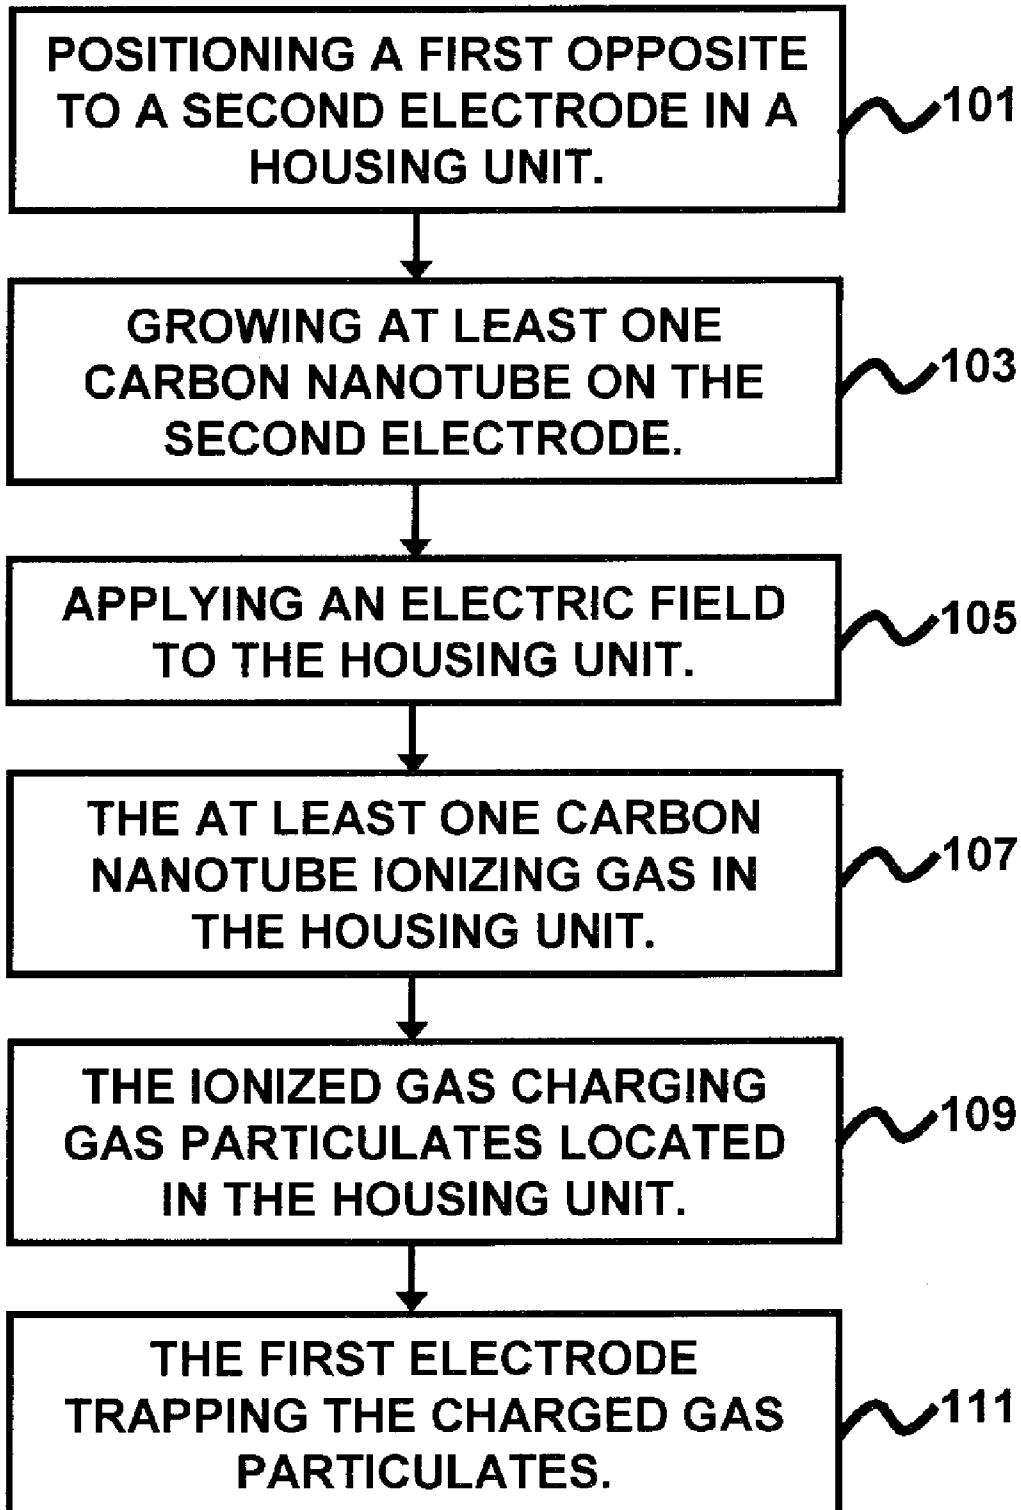 POSITIONING A FIRST OPPOSITE
TO A SECOND ELECTRODE IN A
HOUSING UNIT.
101
GROWING AT LEAST ONE
CARBON NANOTUBE ON THE
SECOND ELECTRODE.
103
APPLYING AN ELECTRIC FIELD
TO THE HOUSING UNIT.
105
THE AT LEAST ONE CARBON
NANOTUBE IONIZING GAS IN
THE HOUSING UNIT.
107
THE IONIZED GAS CHARGING
GAS PARTICULATES LOCATED
IN THE HOUSING UNIT.
109
THE FIRST ELECTRODE
TRAPPING THE CHARGED GAS
PARTICULATES.
111